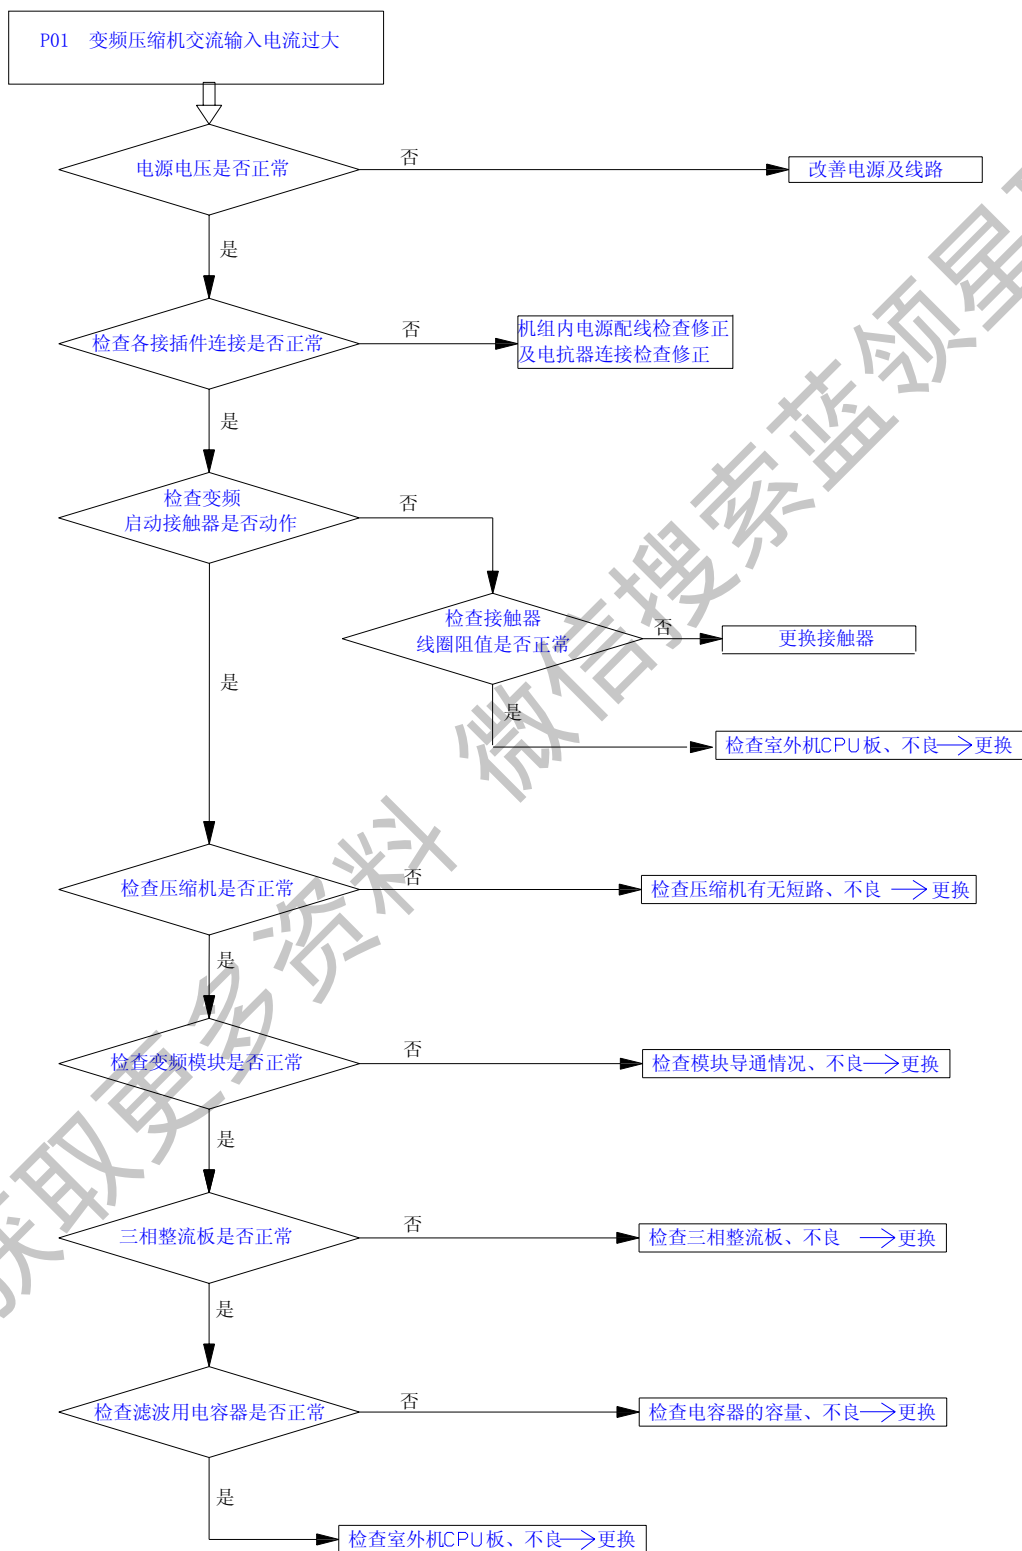 P01 变频压缩机交流输入电流过大
电源电压是否正常
否
改善电源及线路
是
检查各接插件连接是否正常
否
机组内电源配线检查修正
及电抗器连接检查修正
是
检查变频
启动接触器是否动作
否
检查接触器
线圈阻值是否正常
否
更换接触器
是
是
检查室外机CPU板、不良→更换
检查压缩机是否正常
否
检查压缩机有无短路、不良 →更换
是
检查变频模块是否正常
否
检查模块导通情况、不良→更换
是
三相整流板是否正常
否
检查三相整流板、不良 →更换
是
检查滤波用电容器是否正常
否
检查电容器的容量、不良→更换
是
检查室外机CPU板、不良→更换
获取更多资料 微信搜索蓝领星